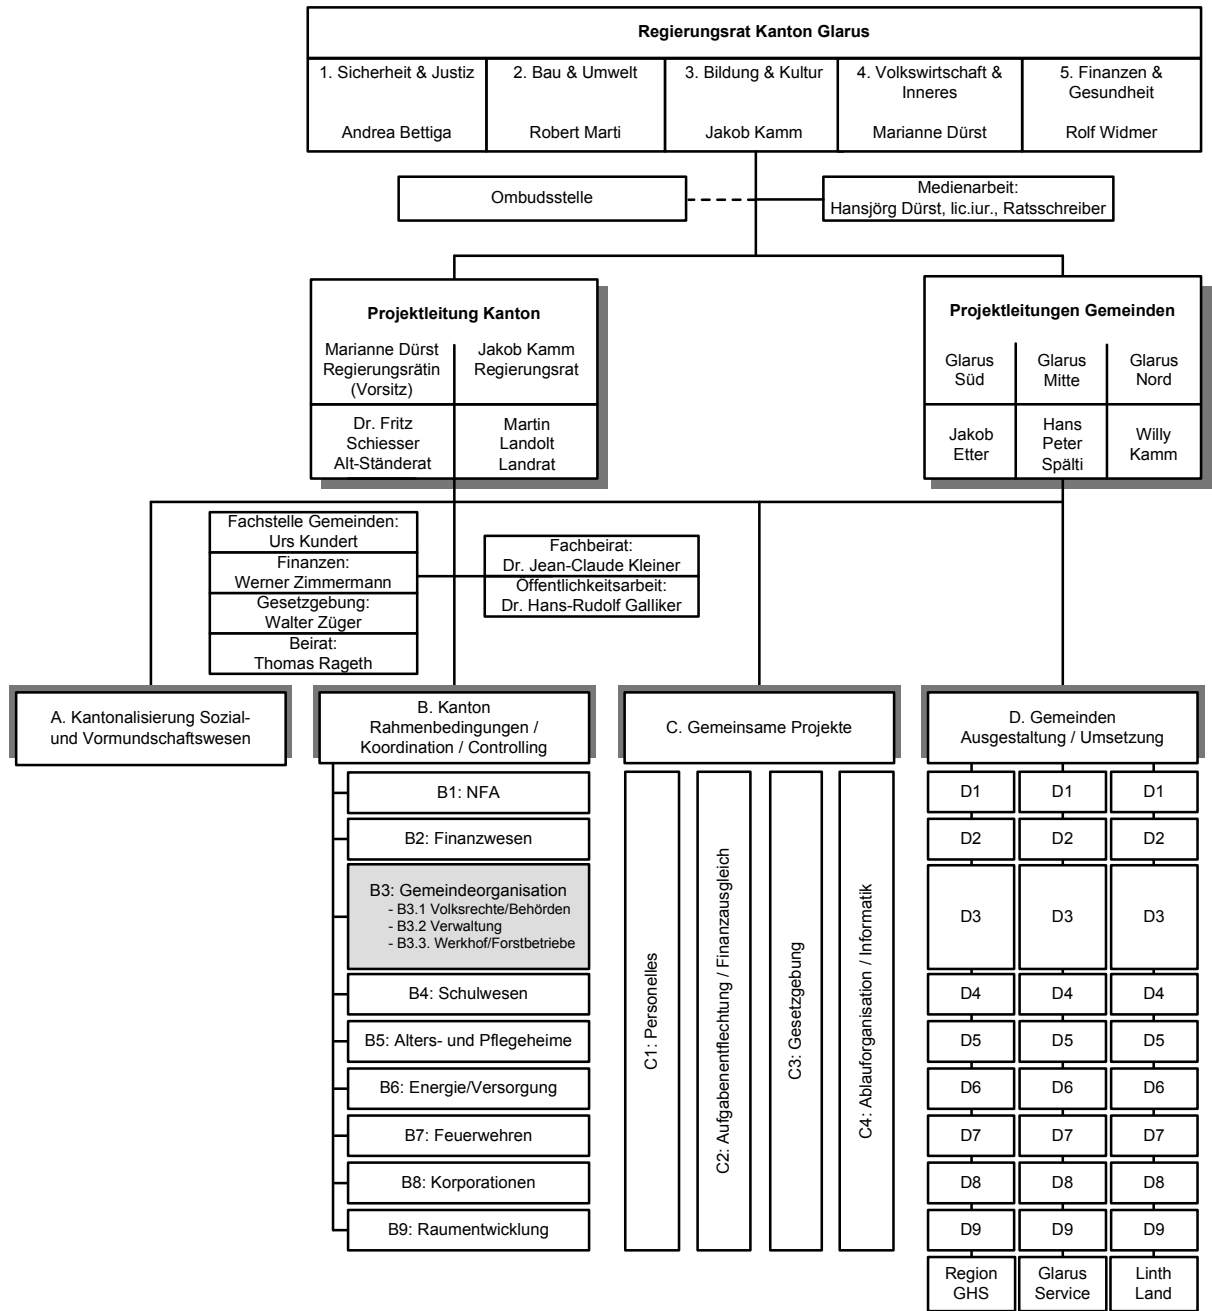 Regierungsrat Kanton Glarus
1. Sicherheit & Justiz
Andrea Bettiga
2. Bau & Umwelt
Robert Marti
3. Bildung & Kultur
Jakob Kamm
4. Volkswirtschaft &
Inneres
Marianne Dürst
5. Finanzen &
Gesundheit
Rolf Widmer
Ombudsstelle
Medienarbeit:
Hansjörg Dürst, lic.iur., Ratsschreiber
Projektleitung Kanton
Marianne Dürst
Regierungsrätin
(Vorsitz)
Jakob Kamm
Regierungsrat
Dr. Fritz
Schiesser
Alt-Ständerat
Martin
Landolt
Landrat
Projektleitungen Gemeinden
Glarus
Süd
Glarus
Mitte
Glarus
Nord
Jakob
Etter
Hans
Peter
Spälti
Willy
Kamm
Fachstelle Gemeinden:
Urs Kundert
Finanzen:
Werner Zimmermann
Gesetzgebung:
Walter Züger
Beirat:
Thomas Rageth
Fachbeirat:
Dr. Jean-Claude Kleiner
Öffentlichkeitsarbeit:
Dr. Hans-Rudolf Galliker
A. Kantonalisierung Sozial-
und Vormundschaftswesen
B. Kanton
Rahmenbedingungen /
Koordination / Controlling
C. Gemeinsame Projekte
D. Gemeinden
Ausgestaltung / Umsetzung
B1: NFA
B2: Finanzwesen
B3: Gemeindeorganisation
- B3.1 Volksrechte/Behörden
- B3.2 Verwaltung
- B3.3. Werkhof/Forstbetriebe
B4: Schulwesen
B5: Alters- und Pflegeheime
B6: Energie/Versorgung
B7: Feuerwehren
B8: Korporationen
B9: Raumentwicklung
C1: Personelles
C2: Aufgabenentflechtung / Finanzausgleich
C3: Gesetzgebung
C4: Ablauforganisation / Informatik
D1 D1 D1
D2 D2 D2
D3 D3 D3
D4 D4 D4
D5 D5 D5
D6 D6 D6
D7 D7 D7
D8 D8 D8
D9 D9 D9
Region
GHS
Glarus
Service
Linth
Land